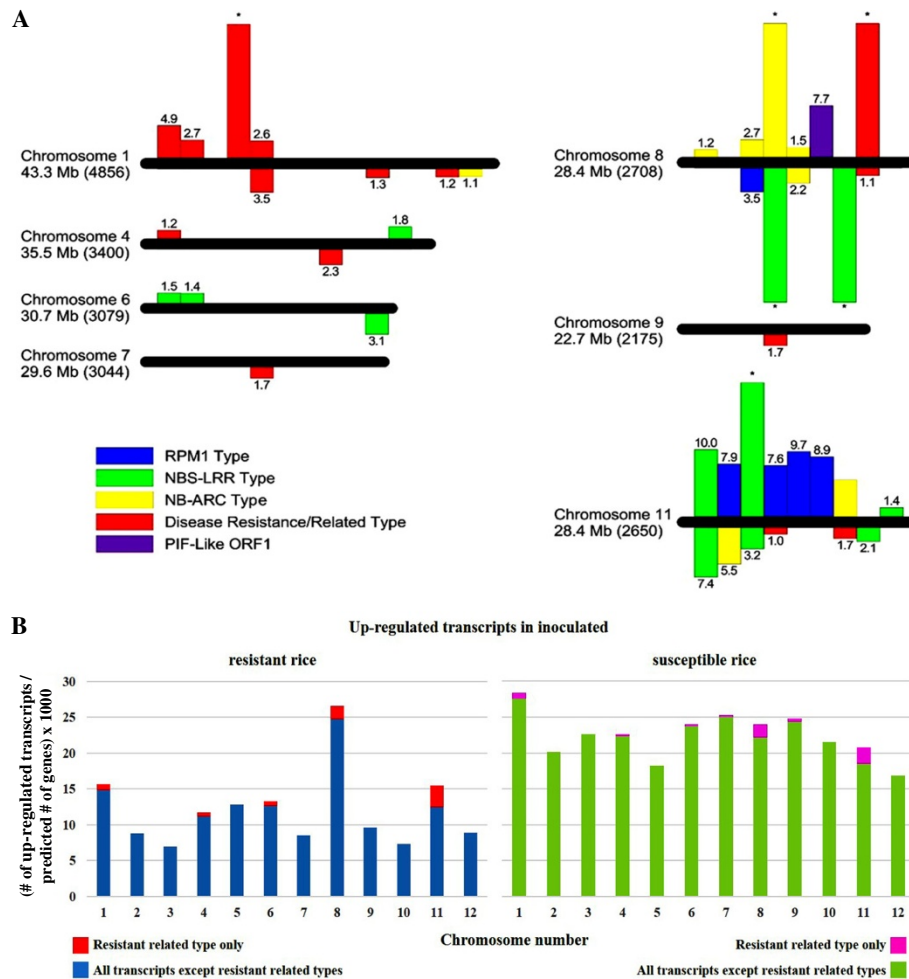 A
*
4.9
2.7
2.6
Chromosome 1
43.3 Mb (4856)
3.5
1.3
1.2
1.1
1.2
1.8
Chromosome 4
35.5 Mb (3400)
2.3
1.5
1.4
Chromosome 6
30.7 Mb (3079)
3.1
Chromosome 7
29.6 Mb (3044)
1.7
RPM1 Type
NBS-LRR Type
NB-ARC Type
Disease Resistance/Related Type
PIF-Like ORF1
*
*
1.2
2.7
1.5
7.7
Chromosome 8
28.4 Mb (2708)
3.5
2.2
1.1
*
*
Chromosome 9
22.7 Mb (2175)
1.7
*
10.0
7.9
7.6
9.7
8.9
1.4
Chromosome 11
28.4 Mb (2650)
7.4
5.5
3.2
1.0
1.7
2.1
B
Up-regulated transcripts in inoculated
resistant rice
susceptible rice
(# of up-regulated transcripts /
predicted # of genes) x 1000
30
25
20
15
10
5
0
1 2 3 4 5 6 7 8 9 10 11 12
1 2 3 4 5 6 7 8 9 10 11 12
Chromosome number
Resistant related type only
All transcripts except resistant related types
Resistant related type only
All transcripts except resistant related types